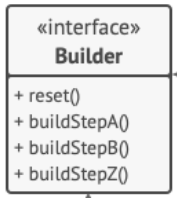 «interface»
Builder
+ reset()
+ buildStepA()
+ buildStepB()
+ buildStepZ()